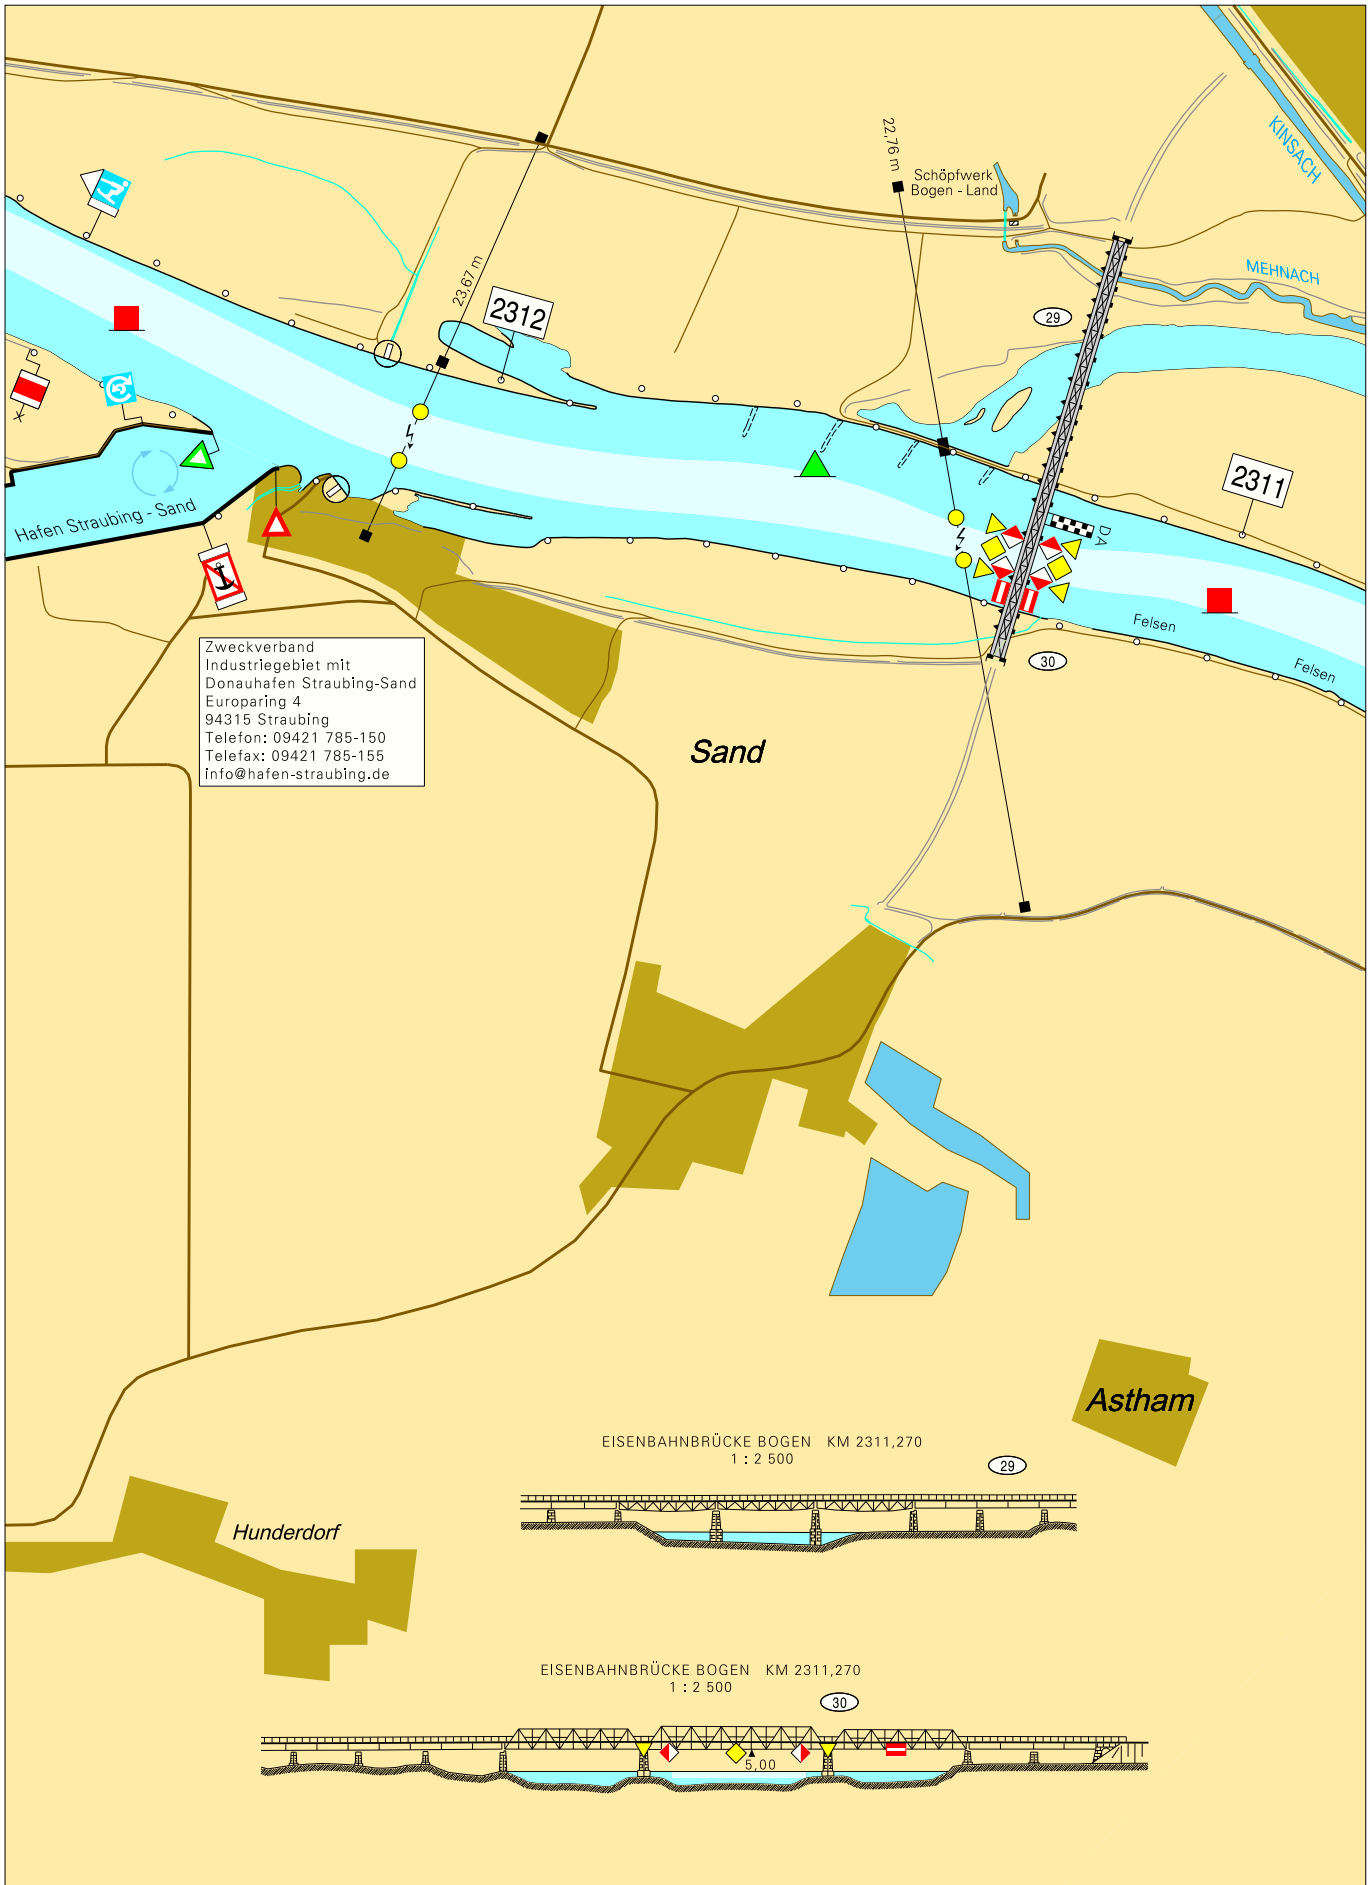 KINSACH
22,76 m
Schöpfwerk
Bogen - Land
23,67 m
MEHNACH
2312
29
2311
Hafen Straubing - Sand
DA
Felsen
Felsen
30
Zweckverband
Industriegebiet mit
Donauhafen Straubing-Sand
Europaring 4
94315 Straubing
Telefon: 09421 785-150
Telefax: 09421 785-155
info@hafen-straubing.de
Sand
Astham
EISENBAHNBRÜCKE BOGEN KM 2311,270
1 : 2 500
29
Hunderdorf
EISENBAHNBRÜCKE BOGEN KM 2311,270
1 : 2 500
30
5,00